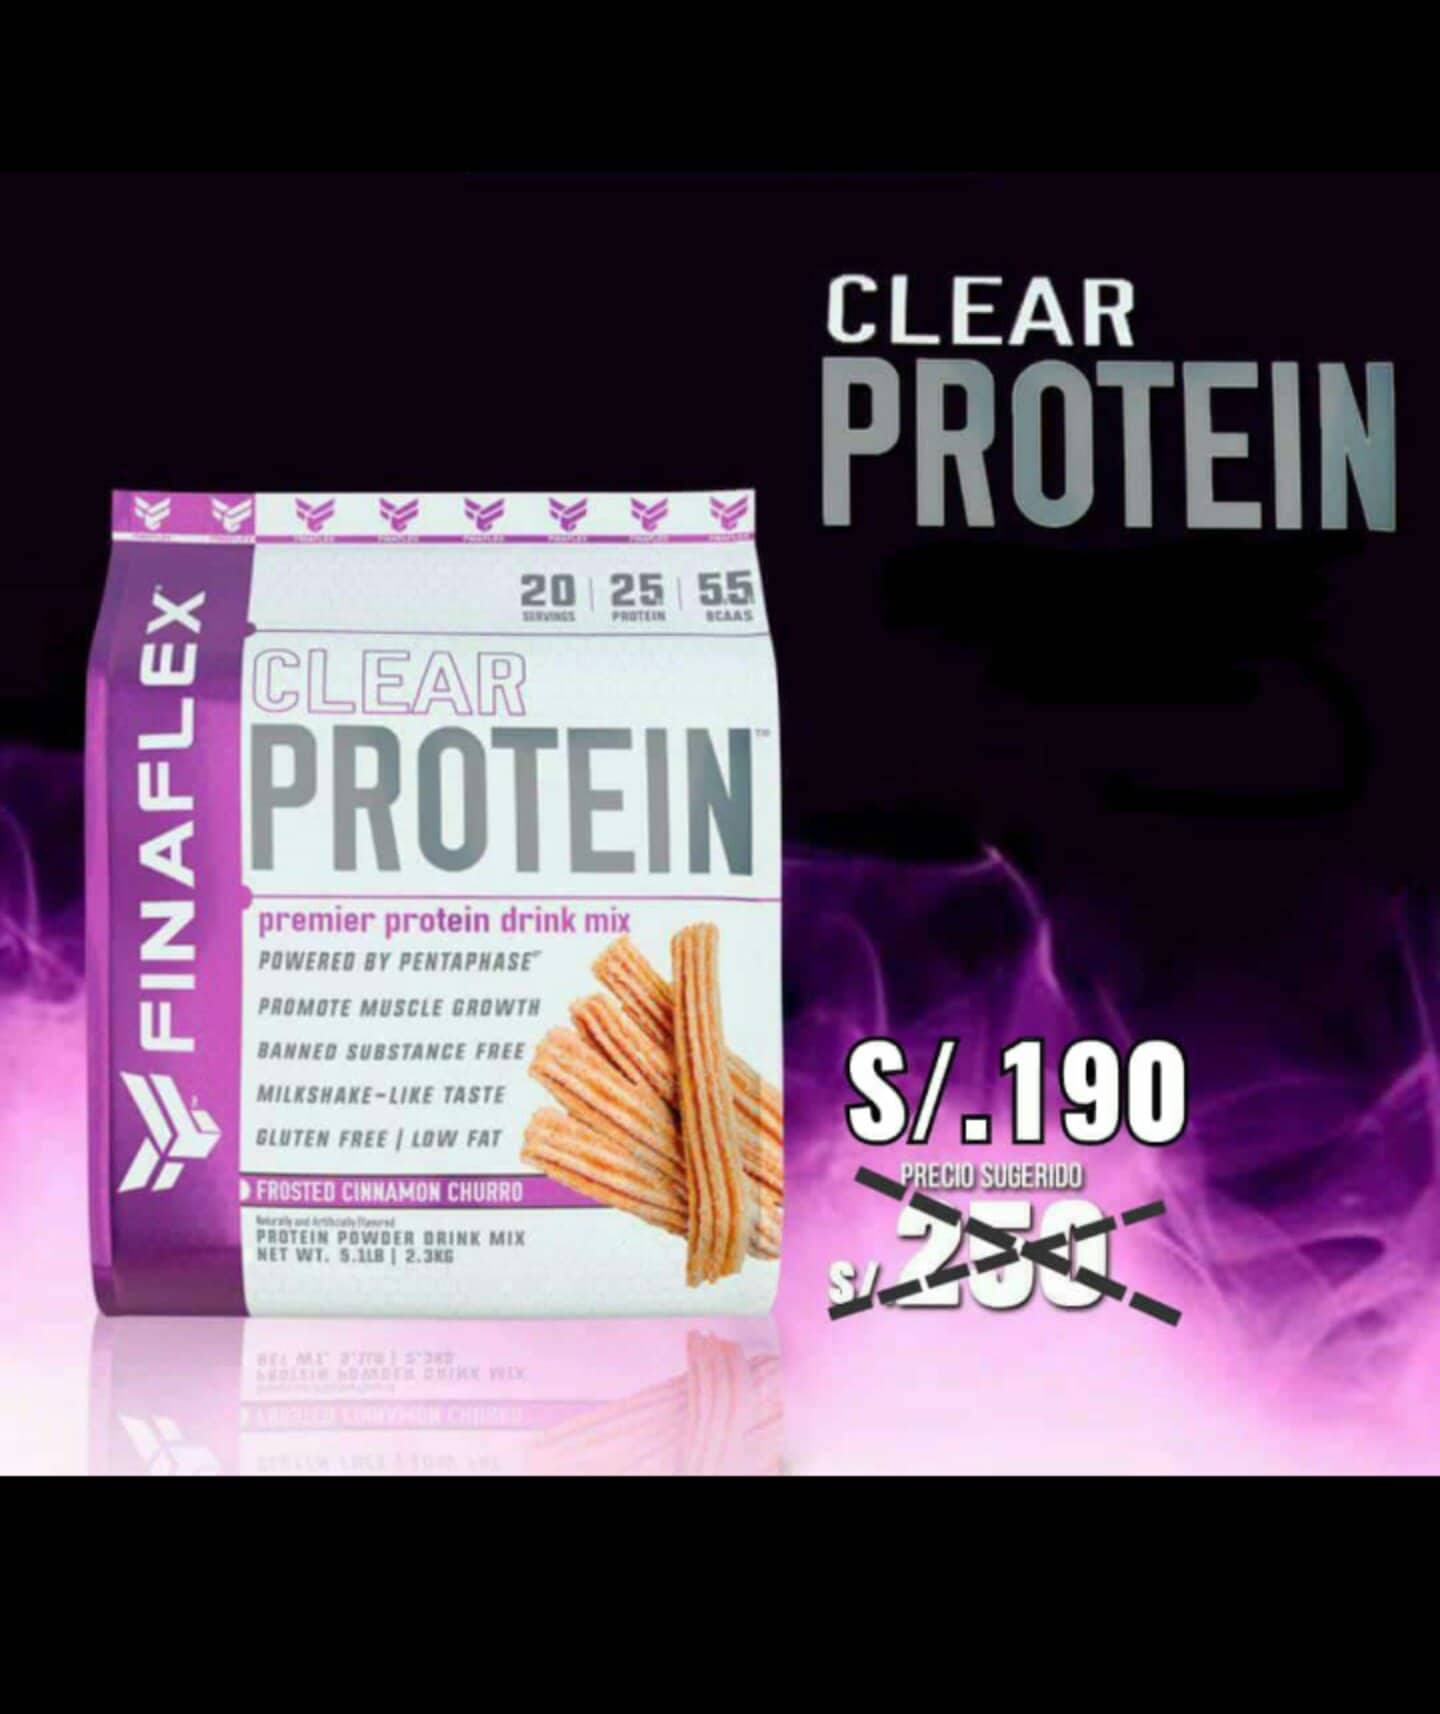 CLEAR
PROTEIN
20 | 25 | 5.5
SERVINGS PROTEIN BCAAS
FINAFLEX
CLEAR
PROTEIN™
premier protein drink mix
POWERED BY PENTAPHASE
PROMOTE MUSCLE GROWTH
BANNED SUBSTANCE FREE
MILKSHAKE-LIKE TASTE
GLUTEN FREE | LOW FAT
FROSTED CINNAMON CHURRO
Naturally and Artificially Flavored
PROTEIN POWDER DRINK MIX
NET WT. 5.1LB | 2.3KG
S/.190
PRECIO SUGERIDO
S/.250